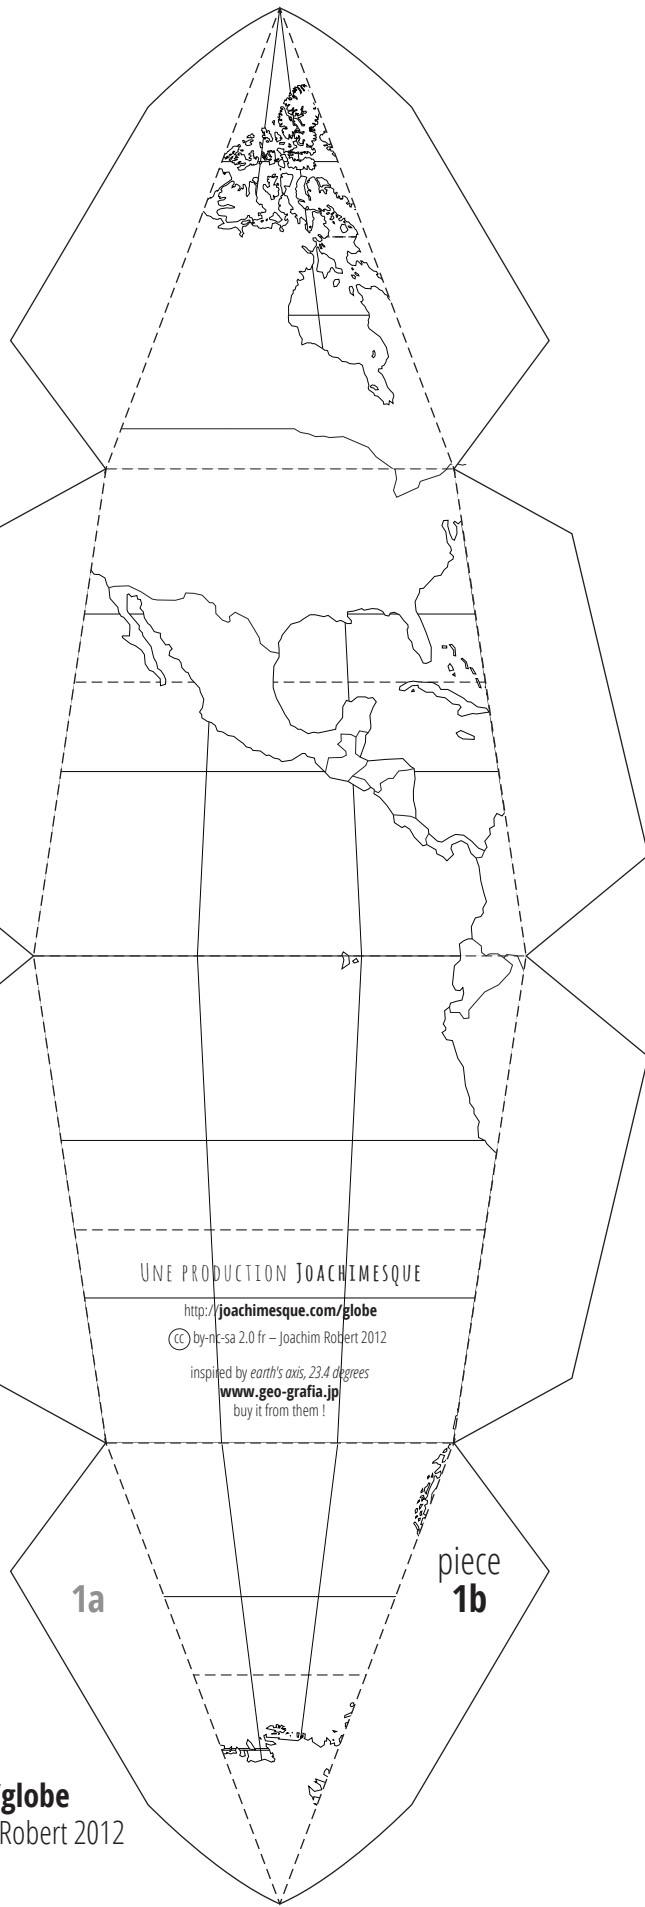 UNE PRODUCTION JOACHIMESQUE
http://joachimesque.com/globe
cc by-nc-sa 2.0 fr – Joachim Robert 2012
inspired by earth's axis, 23.4 degrees
www.geo-grafia.jp
buy it from them !
1a
piece
1b
globe
Robert 2012